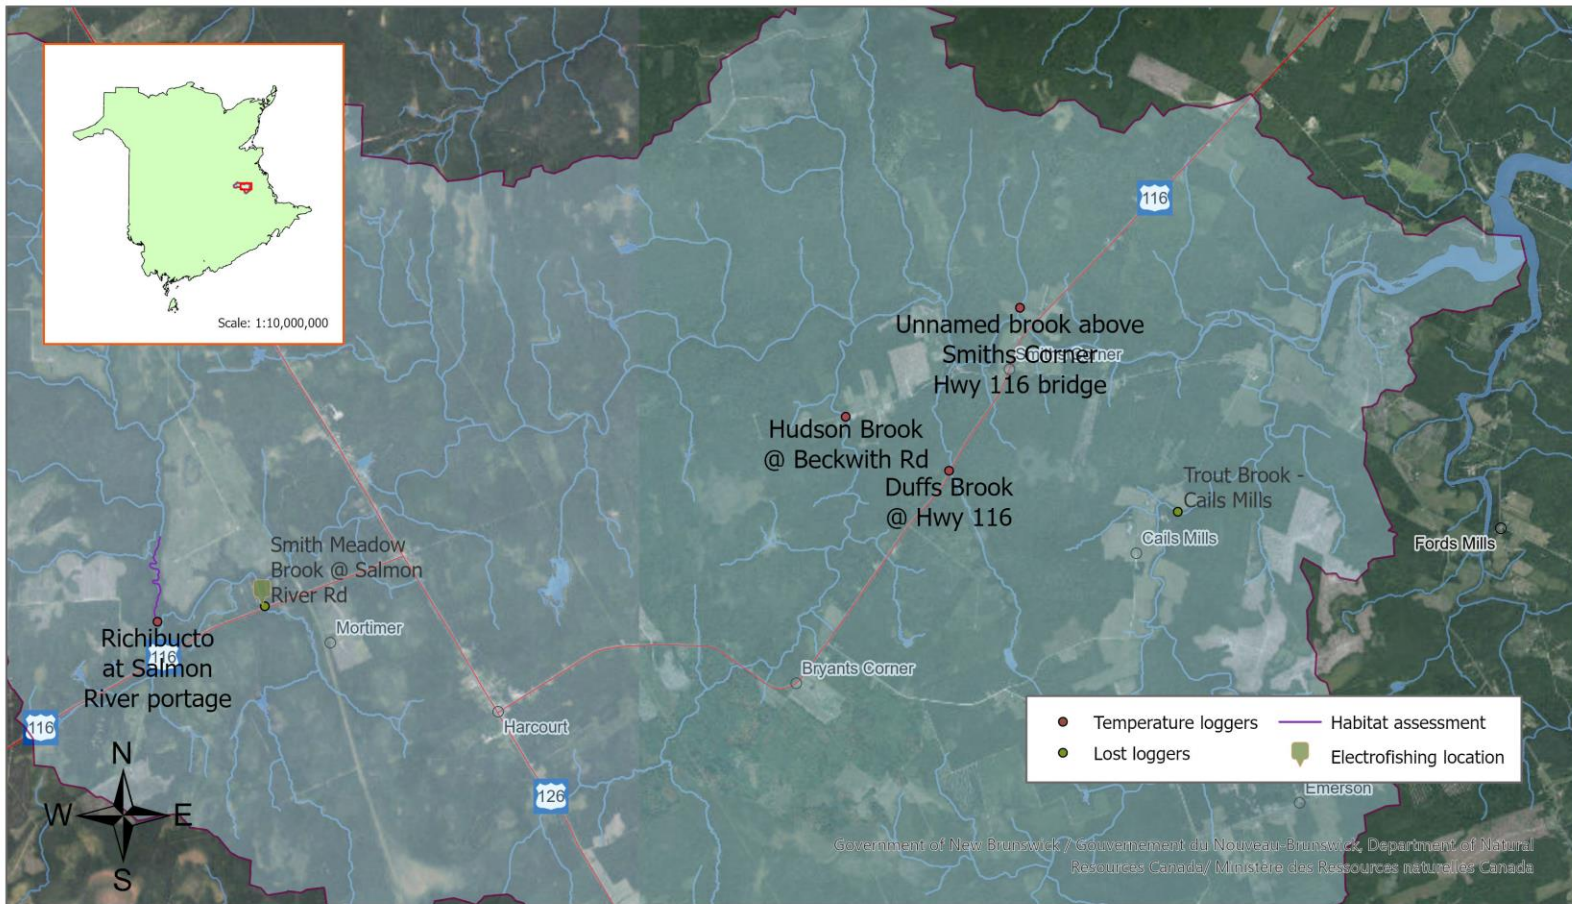 Scale: 1:10,000,000
116
Unnamed brook above
Smiths Corner
Hwy 116 bridge
Smiths Corner
Hudson Brook
@ Beckwith Rd
Duffs Brook
@ Hwy 116
Trout Brook -
Cails Mills
Cails Mills
Fords Mills
Smith Meadow
Brook @ Salmon
River Rd
Mortimer
Richibucto
at Salmon
River portage
116
116
Bryants Corner
Harcourt
126
N
W
E
S
Temperature loggers
Habitat assessment
Lost loggers
Electrofishing location
Emerson
Government of New Brunswick / Gouvernement du Nouveau-Brunswick, Department of Natural
Resources Canada/ Ministère des Ressources naturelles Canada